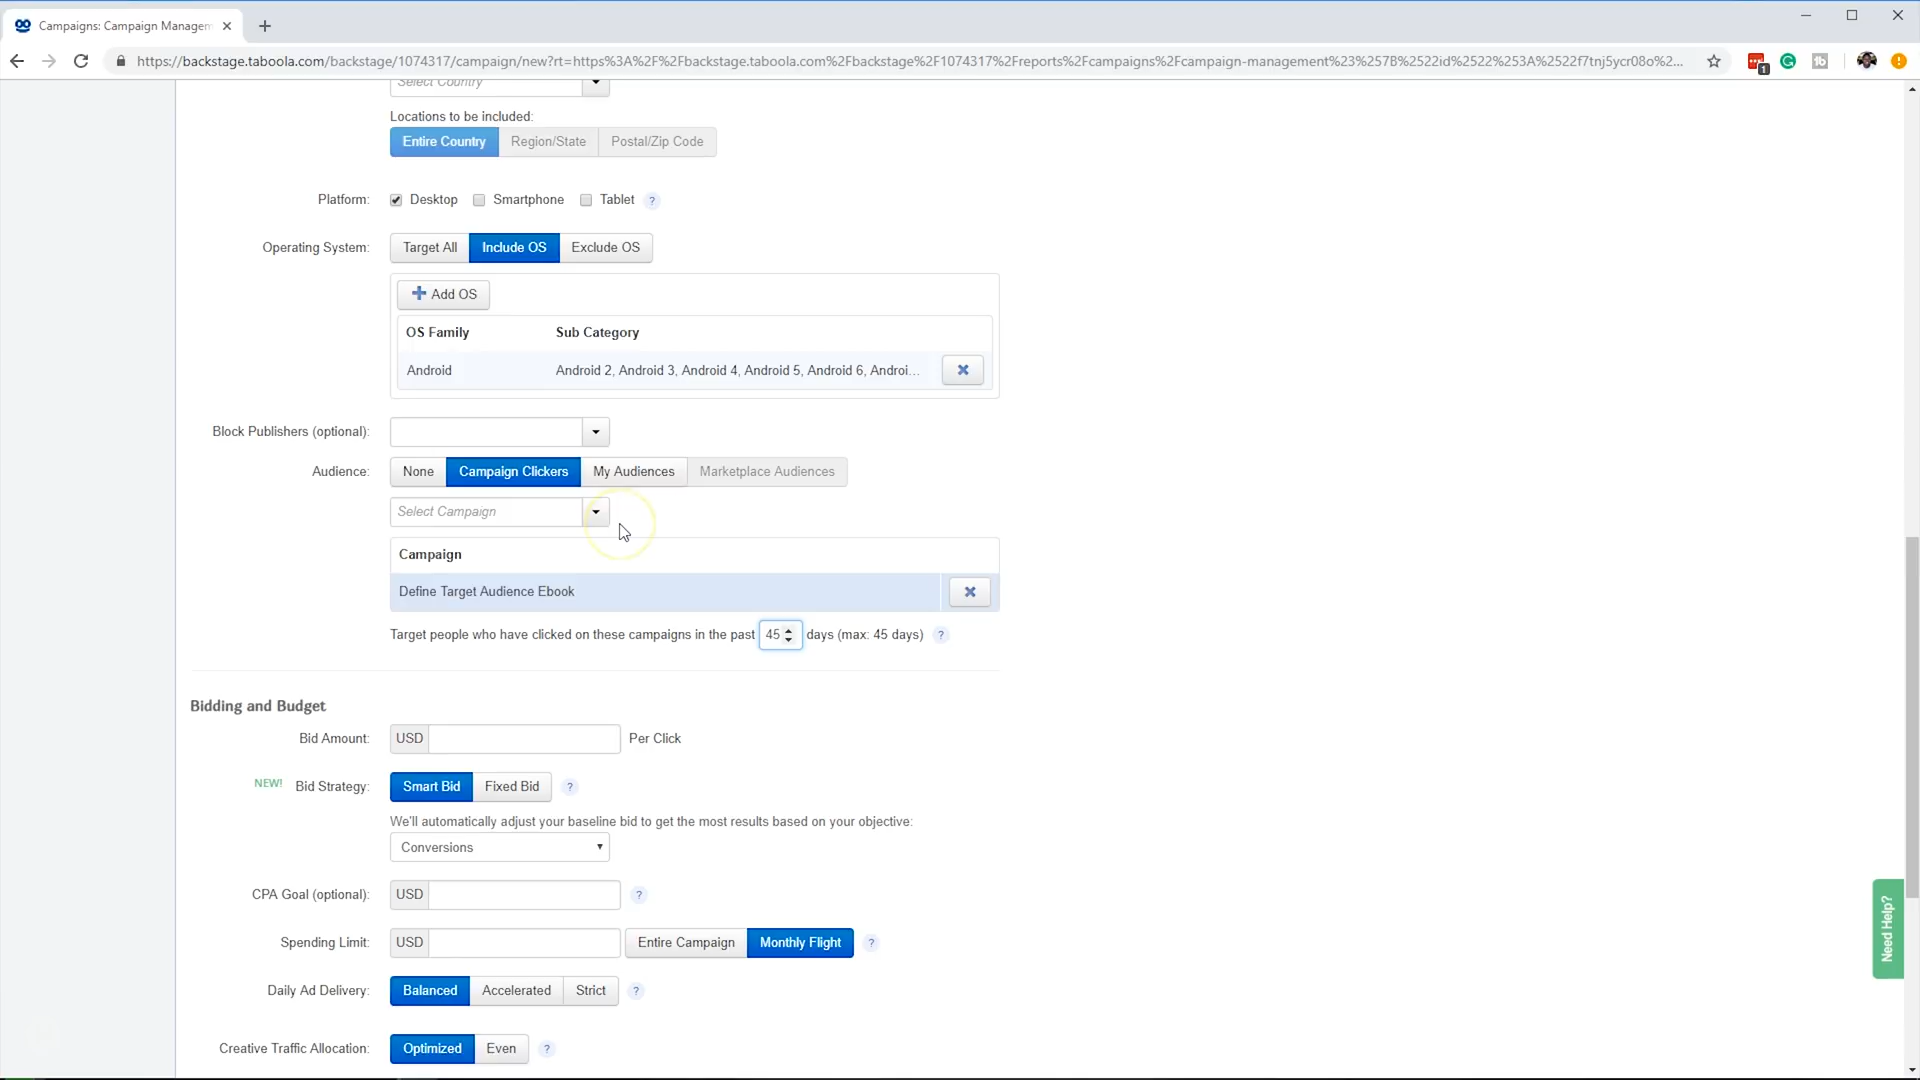 Campaigns: Campaign Managem
https://backstage.taboola.com/backstage/1074317/campaign/new?rt=https%3A%2F%2Fbackstage.taboola.com%2Fbackstage%2F1074317%2Freports%2Fcampaigns%2Fcampaign-management%23%257B%2522id%2522%253A%2522f7tnj5ycr08o%2...
1
Select Country
Locations to be included:
Entire Country Region/State Postal/Zip Code
Platform: Desktop Smartphone Tablet ?
Operating System: Target All Include OS Exclude OS
Add OS
OS Family Sub Category
Android Android 2, Android 3, Android 4, Android 5, Android 6, Androi...
Block Publishers (optional):
Audience: None Campaign Clickers My Audiences Marketplace Audiences
Select Campaign
Campaign
Define Target Audience Ebook
Target people who have clicked on these campaigns in the past 45 days (max: 45 days) ?
Bidding and Budget
Bid Amount: USD Per Click
NEW! Bid Strategy: Smart Bid Fixed Bid ?
We'll automatically adjust your baseline bid to get the most results based on your objective:
Conversions
CPA Goal (optional): USD ?
Spending Limit: USD Entire Campaign Monthly Flight ?
Daily Ad Delivery: Balanced Accelerated Strict ?
Creative Traffic Allocation: Optimized Even ?
Need Help?